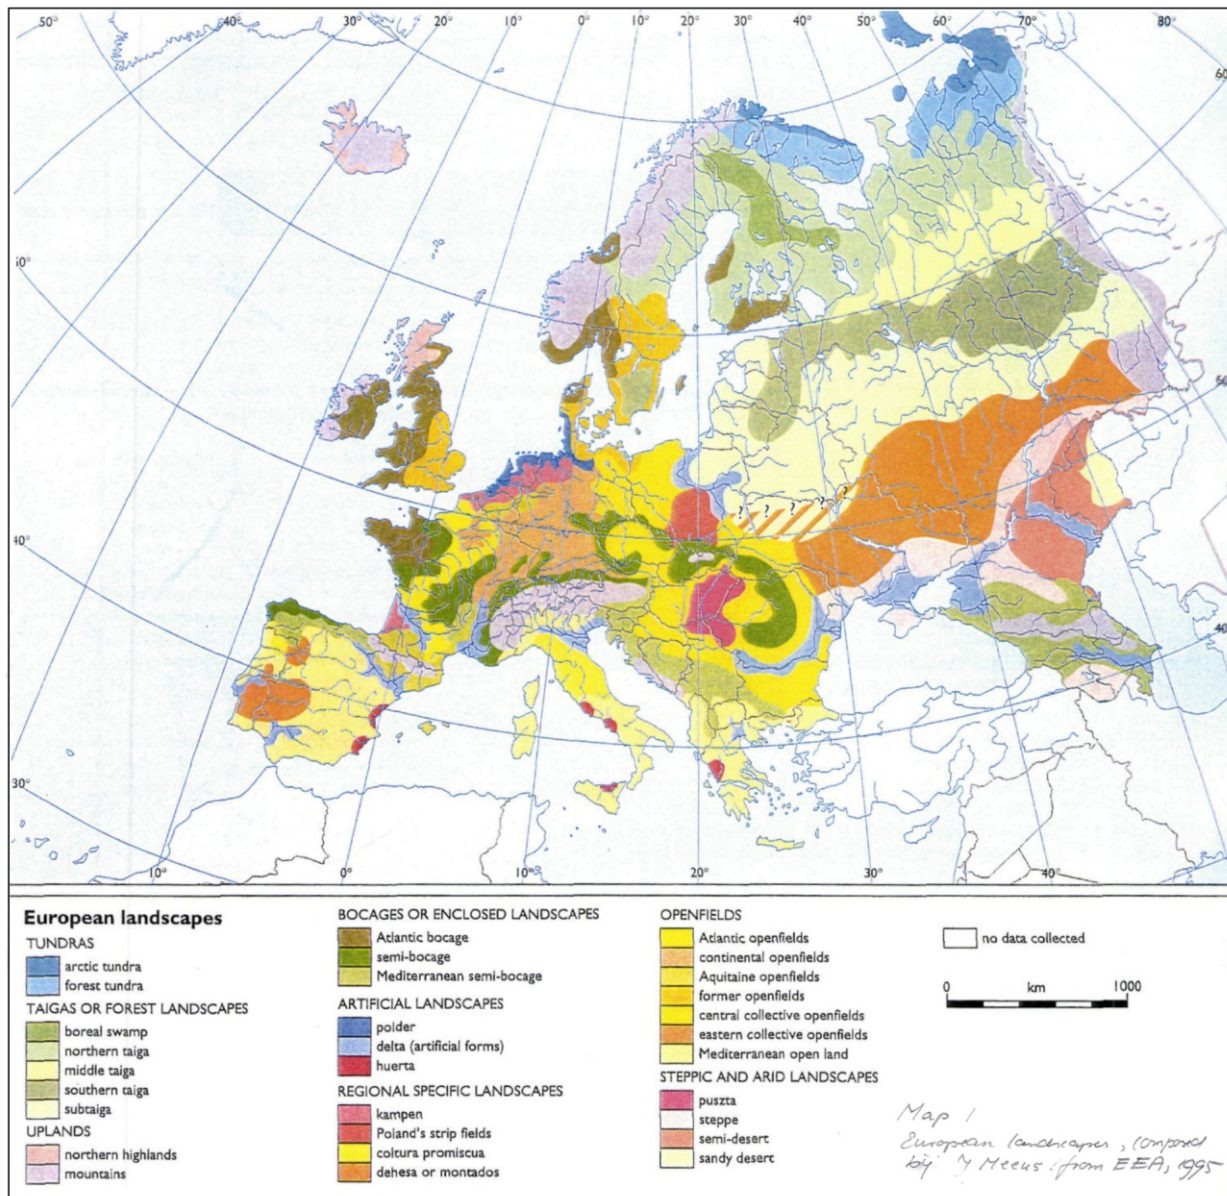 50° 40° 30° 20° 10° 0° 10° 20° 30° 40° 50° 60° 70° 80°
60°
50°
50°
40°
40°
30°
10° 0° 10° 20° 30° 40°
? ? ? ? ?
European landscapes
TUNDRAS
arctic tundra
forest tundra
TAIGAS OR FOREST LANDSCAPES
boreal swamp
northern taiga
middle taiga
southern taiga
subtaiga
UPLANDS
northern highlands
mountains
BOCAGES OR ENCLOSED LANDSCAPES
Atlantic bocage
semi-bocage
Mediterranean semi-bocage
ARTIFICIAL LANDSCAPES
polder
delta (artificial forms)
huerta
REGIONAL SPECIFIC LANDSCAPES
kampen
Poland's strip fields
coltura promiscua
dehesa or montados
OPENFIELDS
Atlantic openfields
continental openfields
Aquitaine openfields
former openfields
central collective openfields
eastern collective openfields
Mediterranean open land
STEPPIC AND ARID LANDSCAPES
puszta
steppe
semi-desert
sandy desert
no data collected
0 km 1000
Map 1
European landscapes, composed
by J Meeus from EEA, 1995